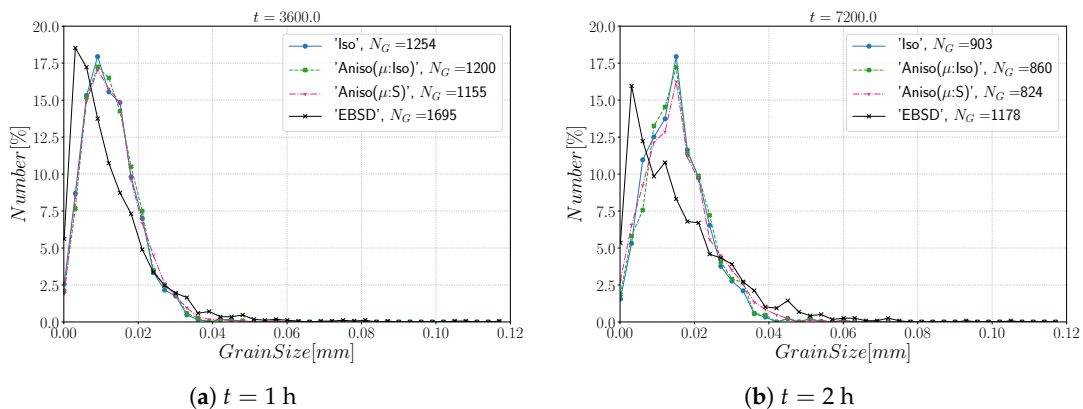 t = 3600.0
20.0
17.5
15.0
12.5
10.0
7.5
5.0
2.5
0.0
Number[%]
'Iso', N_G =1254
'Aniso(μ:Iso)', N_G =1200
'Aniso(μ:S)', N_G =1155
'EBSD', N_G =1695
0.00 0.02 0.04 0.06 0.08 0.10 0.12
GrainSize[mm]
(a) t = 1 h
t = 7200.0
20.0
17.5
15.0
12.5
10.0
7.5
5.0
2.5
0.0
Number[%]
'Iso', N_G =903
'Aniso(μ:Iso)', N_G =860
'Aniso(μ:S)', N_G =824
'EBSD', N_G =1178
0.00 0.02 0.04 0.06 0.08 0.10 0.12
GrainSize[mm]
(b) t = 2 h